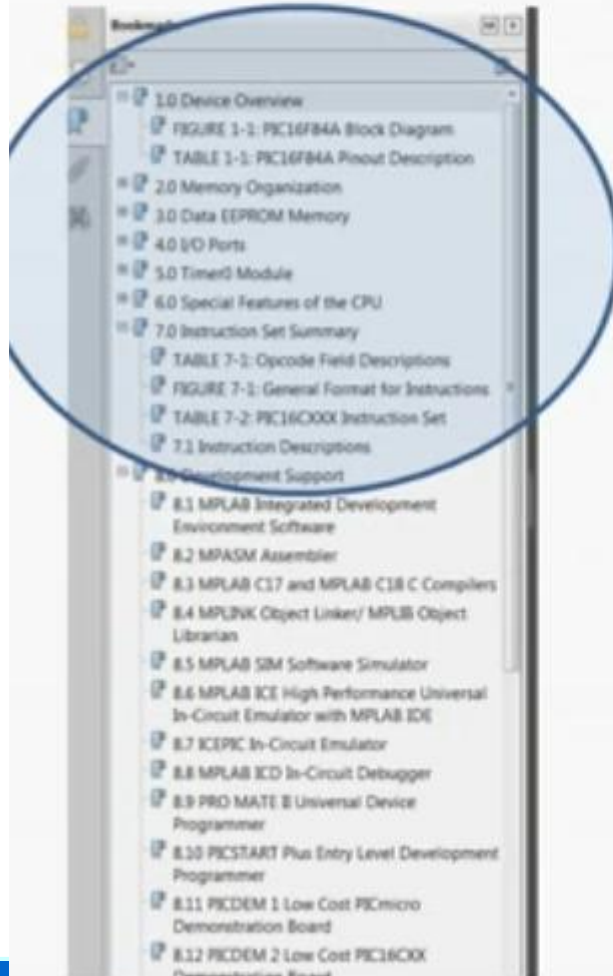 1.0 Device Overview
FIGURE 1-1: PIC16F84A Block Diagram
TABLE 1-1: PIC16F84A Pinout Description
2.0 Memory Organization
3.0 Data EEPROM Memory
4.0 I/O Ports
5.0 Timer0 Module
6.0 Special Features of the CPU
7.0 Instruction Set Summary
TABLE 7-1: Opcode Field Descriptions
FIGURE 7-1: General Format for Instructions
TABLE 7-2: PIC16CXXX Instruction Set
7.1 Instruction Descriptions
8.0 Development Support
8.1 MPLAB Integrated Development
Environment Software
8.2 MPASM Assembler
8.3 MPLAB C17 and MPLAB C18 C Compilers
8.4 MPLINK Object Linker/ MPLIB Object
Librarian
8.5 MPLAB SIM Software Simulator
8.6 MPLAB ICE High Performance Universal
In-Circuit Emulator with MPLAB IDE
8.7 ICEPIC In-Circuit Emulator
8.8 MPLAB ICD In-Circuit Debugger
8.9 PRO MATE II Universal Device
Programmer
8.10 PICSTART Plus Entry Level Development
Programmer
8.11 PICDEM 1 Low Cost PICmicro
Demonstration Board
8.12 PICDEM 2 Low Cost PIC16CXX
Demonstration Board